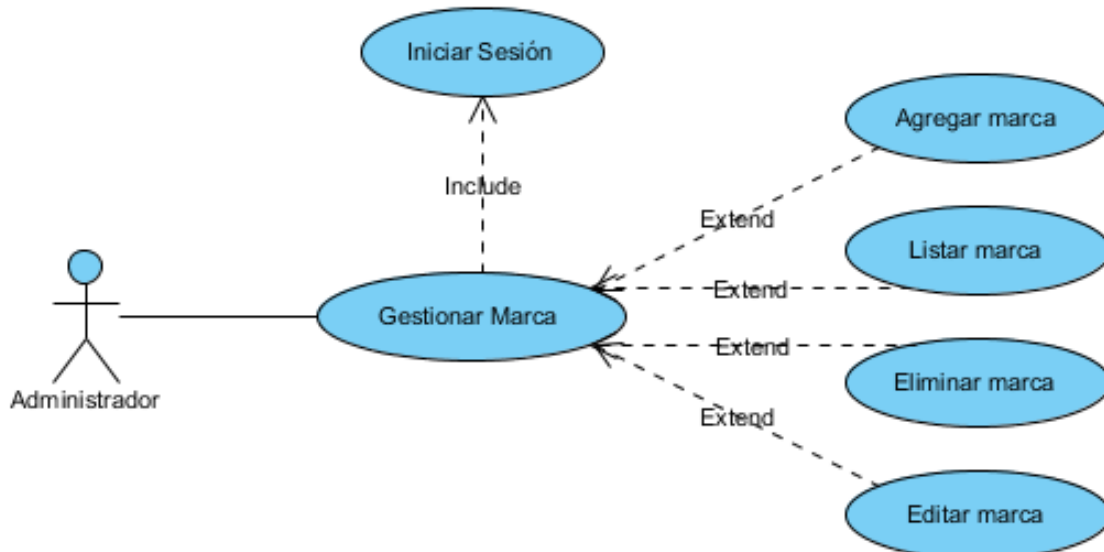 Iniciar Sesión
Agregar marca
Include
Extend
Listar marca
Extend
Gestionar Marca
Extend
Eliminar marca
Administrador
Extend
Editar marca